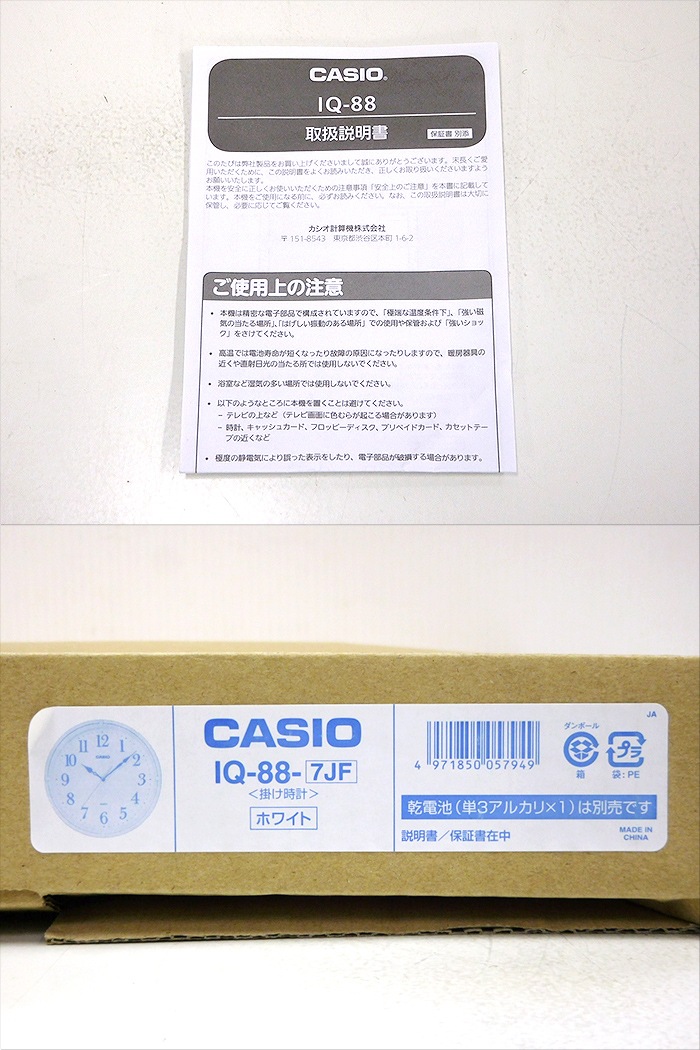 CASIO®
IQ-88
取扱説明書
保証書 別添
このたびは弊社製品をお買い上げくださいまして誠にありがとうございます。末長くご愛
用いただくために、この説明書をよくお読みいただき、正しくお取り扱いくださいますよう
お願いいたします。
本機を安全に正しくお使いいただくための注意事項「安全上のご注意」を本書に記載して
います。本機をご使用になる前に、必ずお読みください。なお、この取扱説明書は大切に
保管し、必要に応じてご覧ください。
カシオ計算機株式会社
〒151-8543 東京都渋谷区本町1-6-2
ご使用上の注意
• 本機は精密な電子部品で構成されていますので、「極端な温度条件下」、「強い磁
気の当たる場所」、「はげしい振動のある場所」での使用や保管および「強いショッ
ク」をさけてください。
• 高温では電池寿命が短くなったり故障の原因になったりしますので、暖房器具の
近くや直射日光の当たる所では使用しないでください。
• 浴室など湿気の多い場所では使用しないでください。
• 以下のようなところに本機を置くことは避けてください。
− テレビの上など（テレビ画面に色むらが起こる場合があります）
− 時計、キャッシュカード、フロッピーディスク、プリペイドカード、カセットテー
プの近くなど
• 極度の静電気により誤った表示をしたり、電子部品が破損する場合があります。
12
11 1
10 2
CASIO
9 3
8 4
7 5
6
CASIO
IQ-88-7JF
<掛け時計>
ホワイト
JA
4 971850 057949
ダンボール
箱
プラ
袋:PE
乾電池(単3アルカリ×1)は別売です
説明書/保証書在中
MADE IN
CHINA